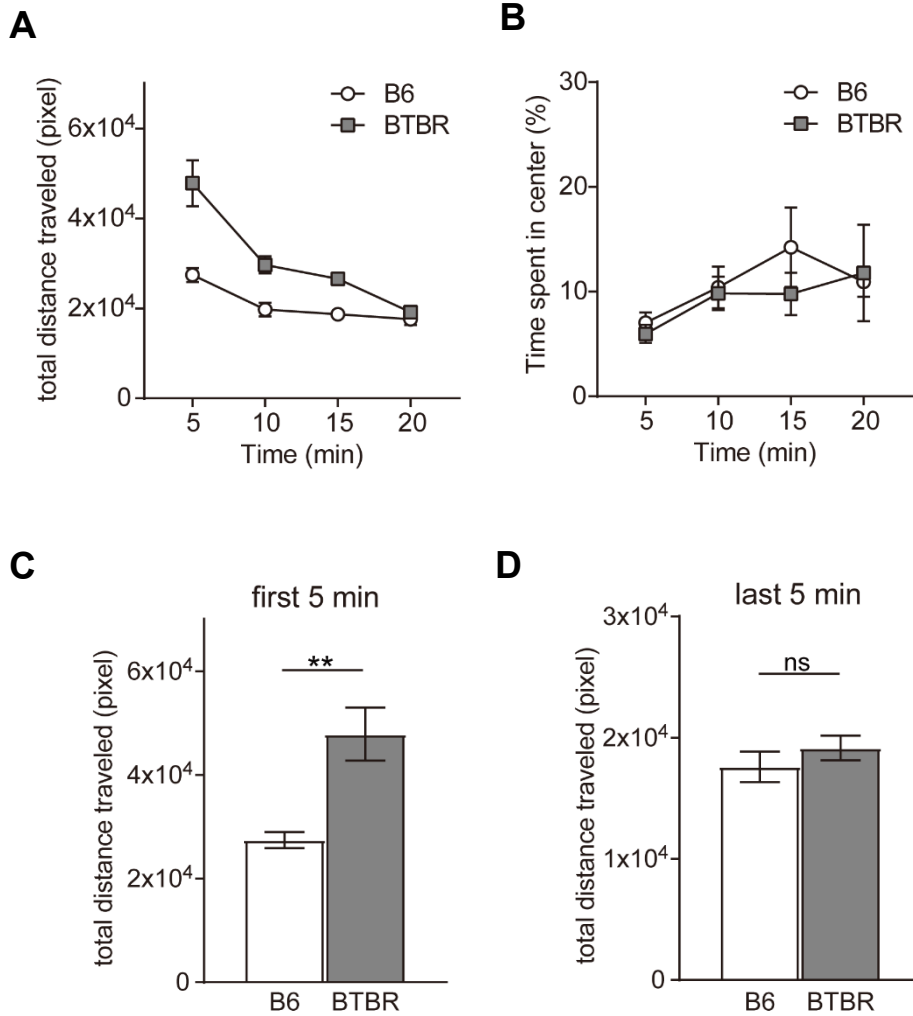 A
total distance traveled (pixel)
6x10⁴
4x10⁴
2x10⁴
0
5 10 15 20
Time (min)
B6
BTBR
B
Time spent in center (%)
30
20
10
0
5 10 15 20
Time (min)
B6
BTBR
C
first 5 min
total distance traveled (pixel)
6x10⁴
4x10⁴
2x10⁴
0
**
B6 BTBR
D
last 5 min
total distance traveled (pixel)
3x10⁴
2x10⁴
1x10⁴
0
ns
B6 BTBR